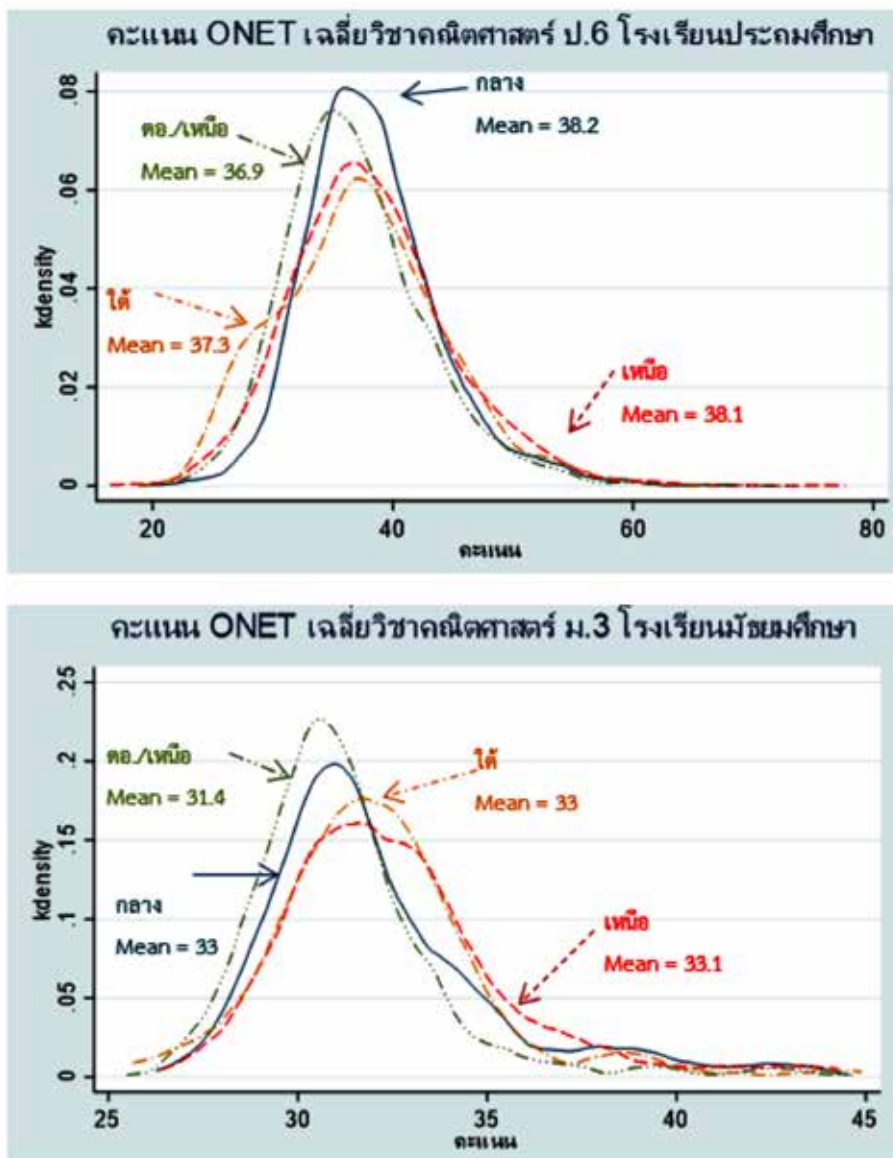 คะแนน ONET เฉลี่ยวิชาคณิตศาสตร์ ป.6 โรงเรียนประถมศึกษา
กลาง
Mean = 38.2
ตอ./เหนือ
Mean = 36.9
ใต้
Mean = 37.3
เหนือ
Mean = 38.1
kdensity
.08
.06
.04
.02
0
20
40
60
80
คะแนน
คะแนน ONET เฉลี่ยวิชาคณิตศาสตร์ ม.3 โรงเรียนมัธยมศึกษา
ตอ./เหนือ
Mean = 31.4
ใต้
Mean = 33
กลาง
Mean = 33
เหนือ
Mean = 33.1
kdensity
.25
.2
.15
.1
.05
0
25
30
35
40
45
คะแนน